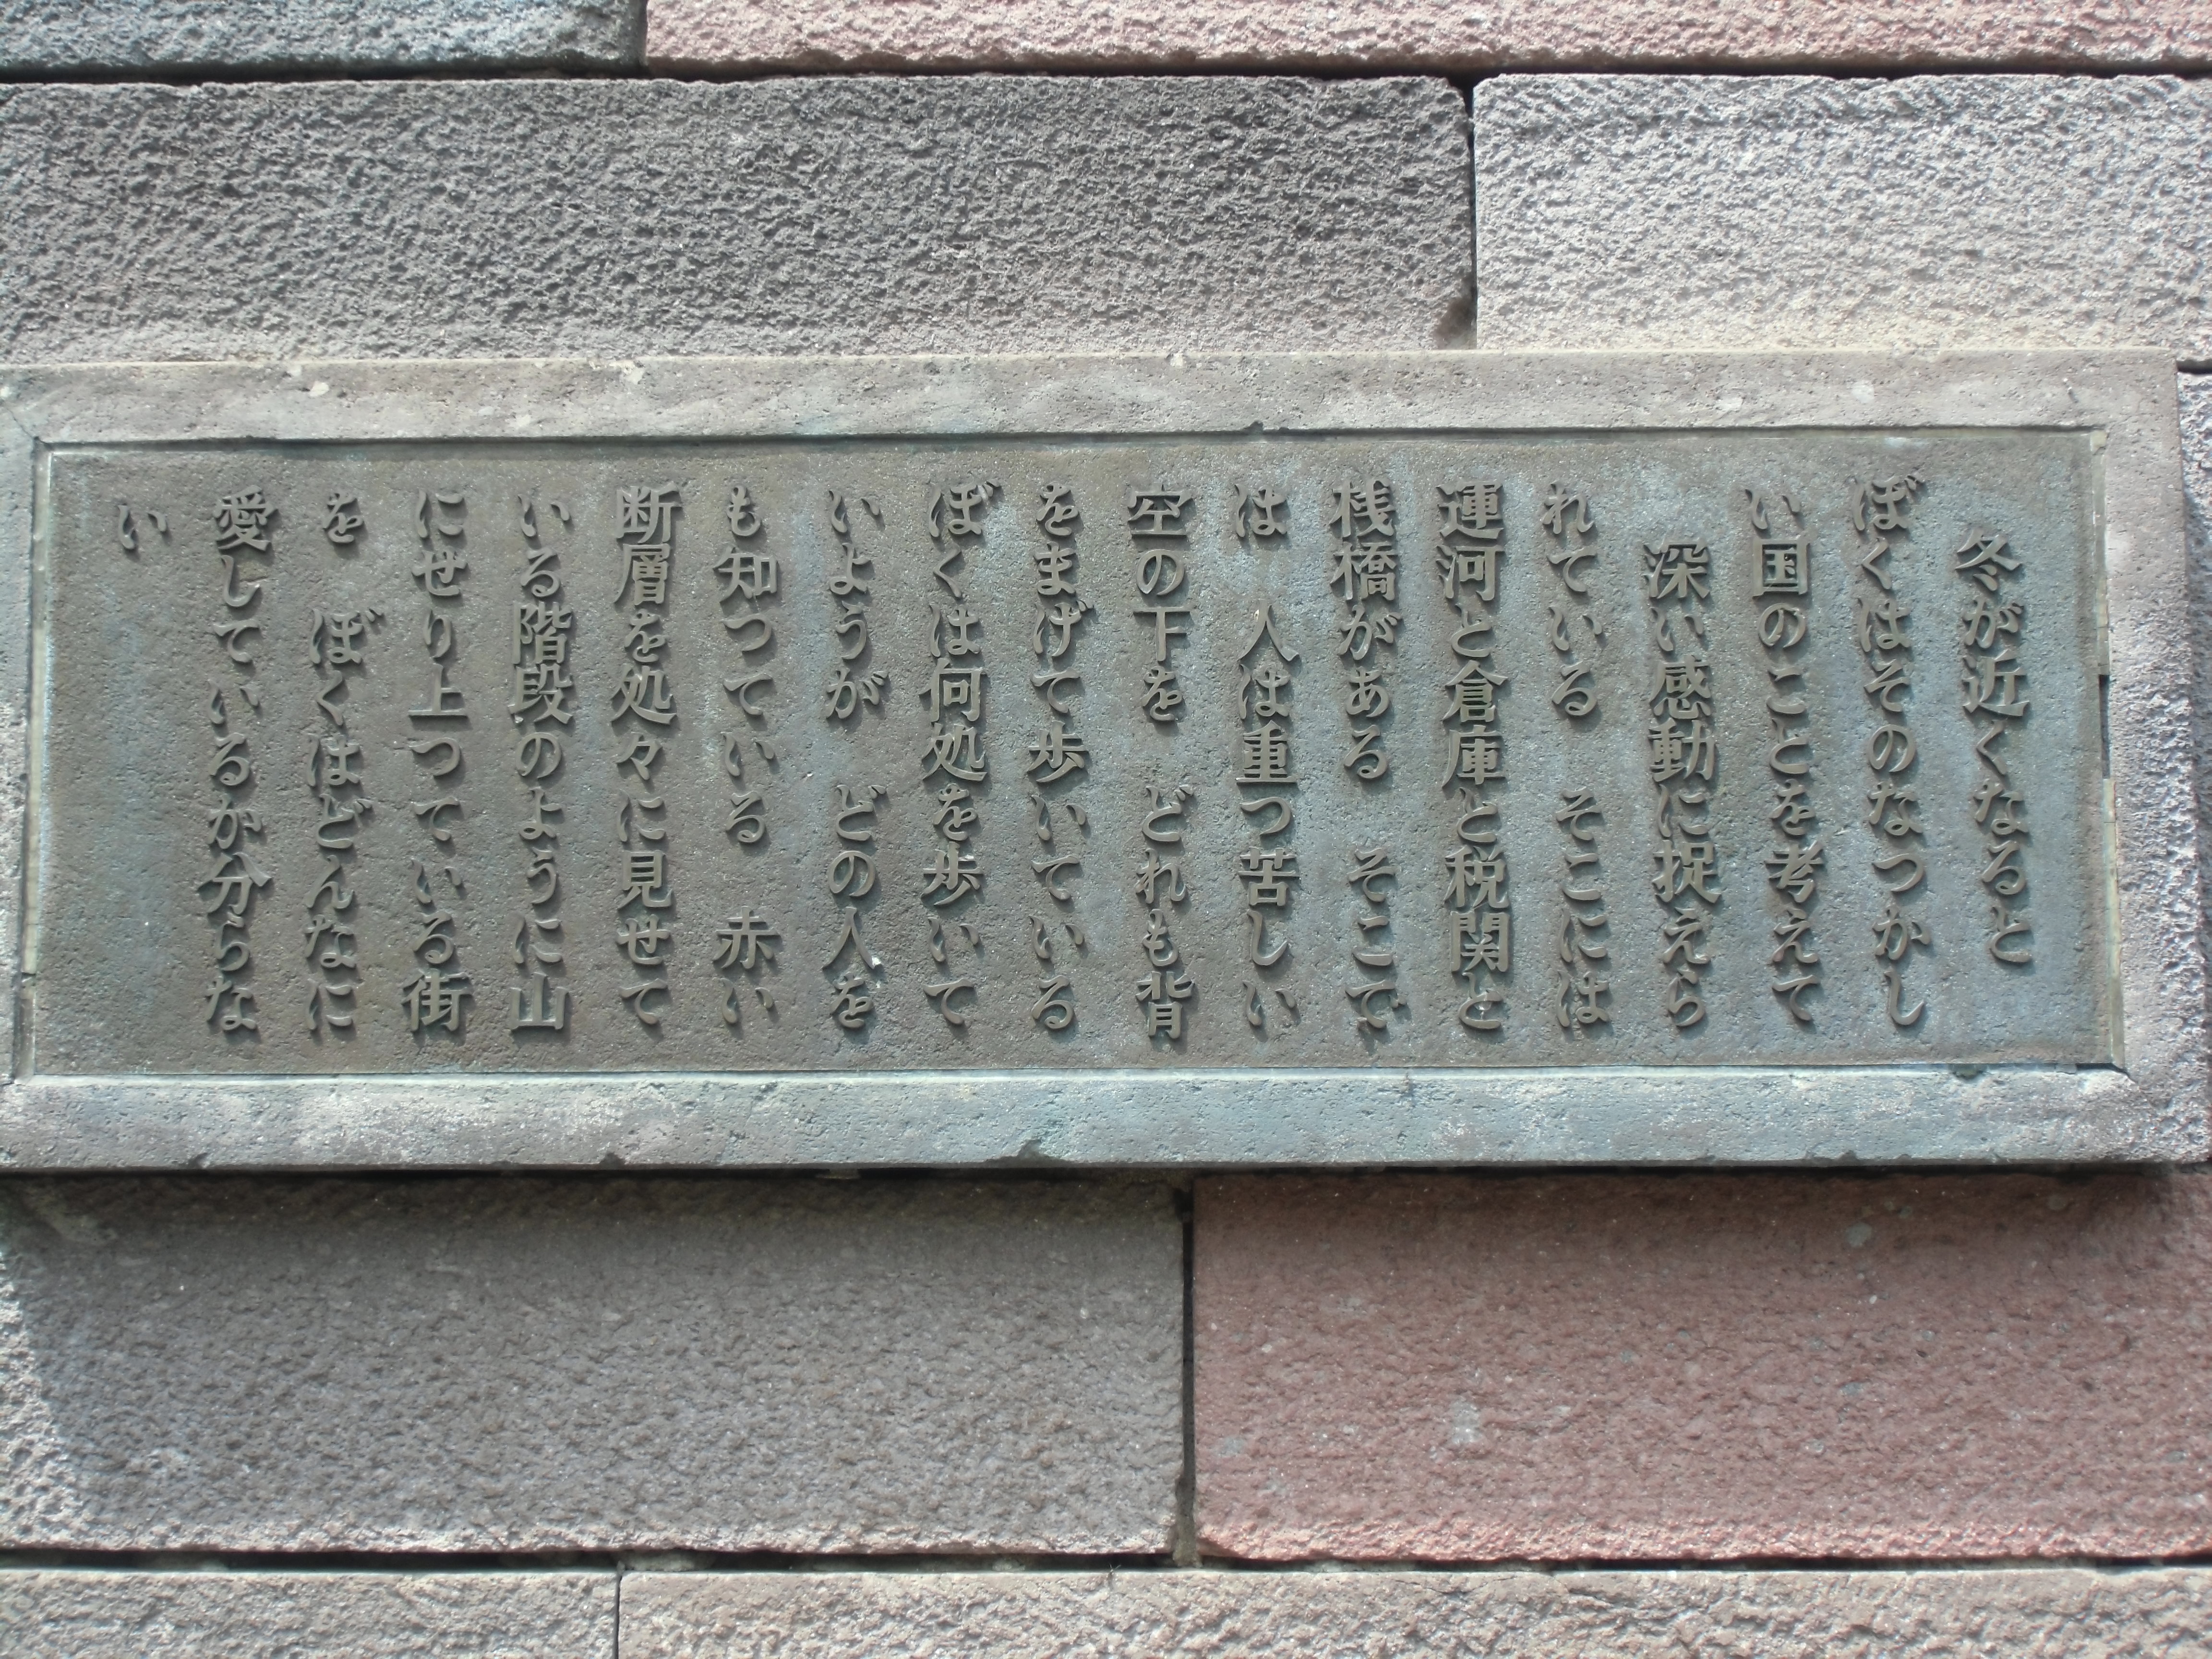 冬が近くなると
ぼくはそのなつかし
い国のことを考えて
深い感動に捉えら
れている　そこには
運河と倉庫と税関と
桟橋がある　そこで
は　人は重つ苦しい
空の下を　どれも背
をまげて歩いている
ぼくは何処を歩いて
いようが　どの人を
も知つている　赤い
断層を処々に見せて
いる階段のように山
にせり上つている街
を　ぼくはどんなに
愛しているか分らな
い